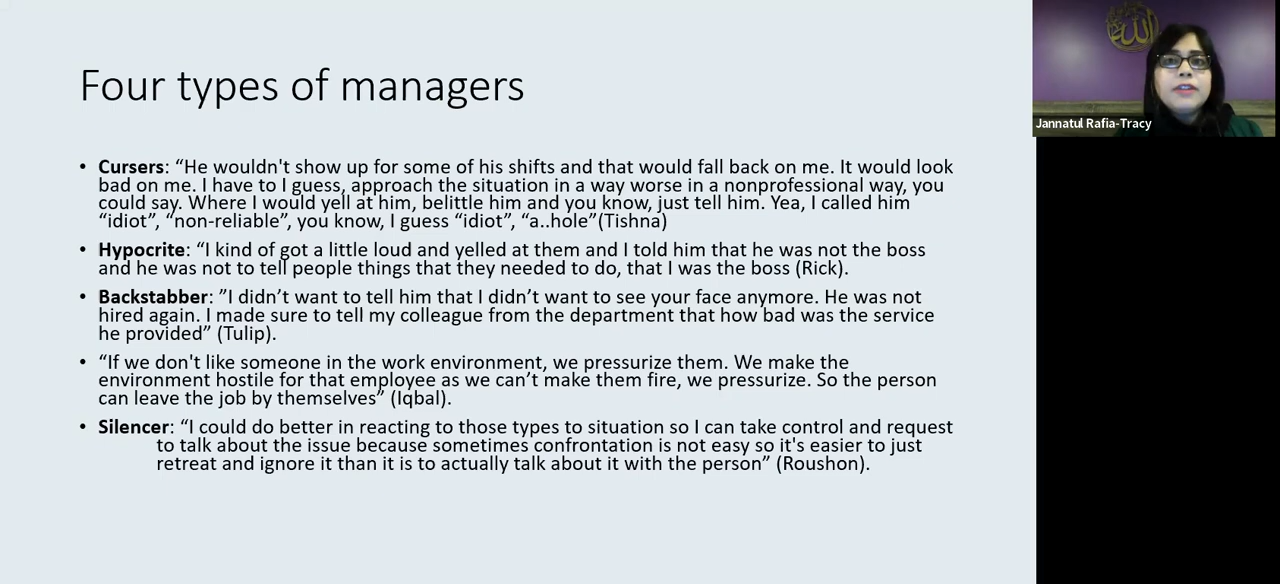 Four types of managers
Jannatul Rafia-Tracy
• Cursers: “He wouldn't show up for some of his shifts and that would fall back on me. It would look
bad on me. I have to I guess, approach the situation in a way worse in a nonprofessional way, you
could say. Where I would yell at him, belittle him and you know, just tell him. Yea, I called him
“idiot”, “non-reliable”, you know, I guess “idiot”, “a..hole”(Tishna)
• Hypocrite: “I kind of got a little loud and yelled at them and I told him that he was not the boss
and he was not to tell people things that they needed to do, that I was the boss (Rick).
• Backstabber: ”I didn’t want to tell him that I didn’t want to see your face anymore. He was not
hired again. I made sure to tell my colleague from the department that how bad was the service
he provided” (Tulip).
• “If we don't like someone in the work environment, we pressurize them. We make the
environment hostile for that employee as we can’t make them fire, we pressurize. So the person
can leave the job by themselves” (Iqbal).
• Silencer: “I could do better in reacting to those types to situation so I can take control and request
to talk about the issue because sometimes confrontation is not easy so it's easier to just
retreat and ignore it than it is to actually talk about it with the person” (Roushon).
الله